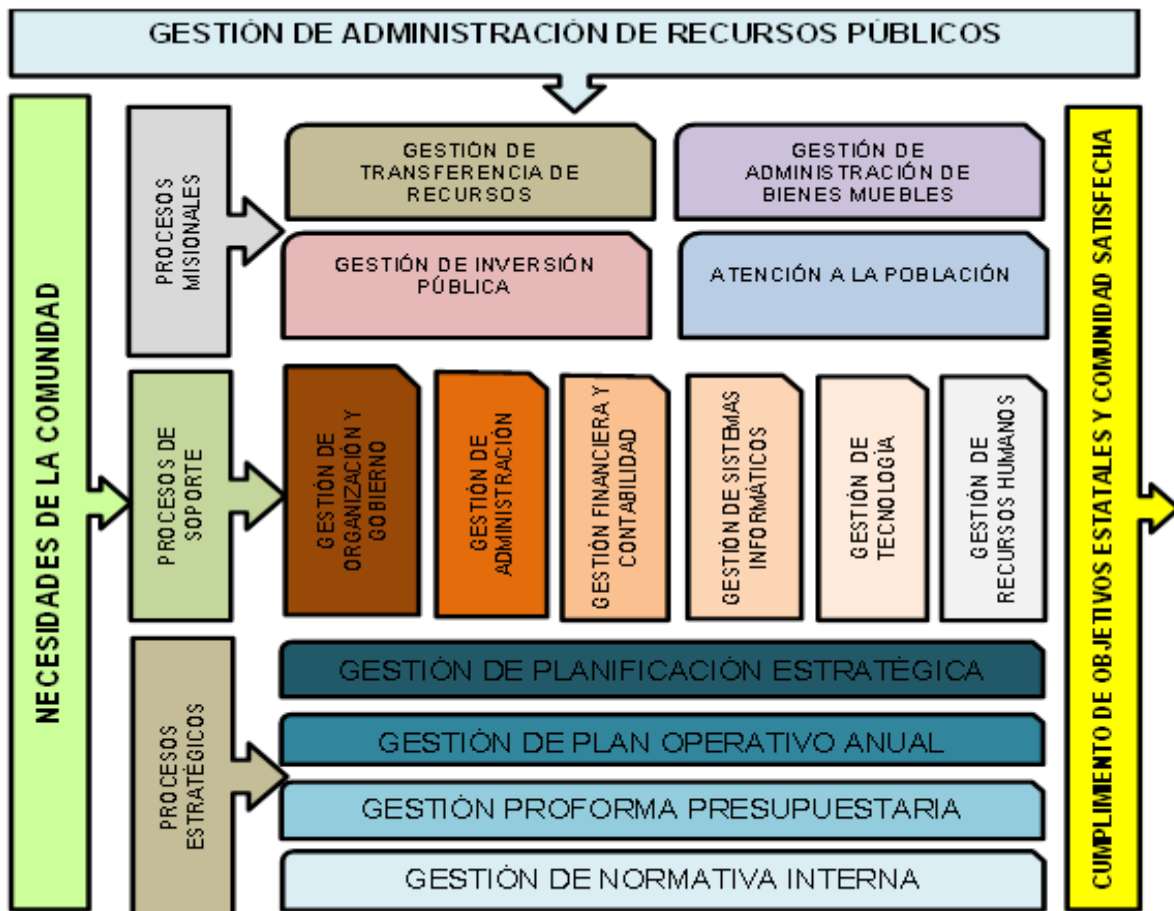 GESTIÓN DE ADMINISTRACIÓN DE RECURSOS PÚBLICOS
NECESIDADES DE LA COMUNIDAD
PROCESOS
MISIONALES
GESTIÓN DE
TRANSFERENCIA DE
RECURSOS
GESTIÓN DE
ADMINISTRACIÓN DE
BIENES MUEBLES
GESTIÓN DE INVERSIÓN
PÚBLICA
ATENCIÓN A LA POBLACIÓN
PROCESOS DE
SOPORTE
GESTIÓN DE
ORGANIZACIÓN Y
GOBIERNO
GESTIÓN DE
ADMINISTRACIÓN
GESTIÓN FINANCIERA Y
CONTABILIDAD
GESTIÓN DE SISTEMAS
INFORMÁTICOS
GESTIÓN DE
TECNOLOGÍA
GESTIÓN DE
RECURSOS HUMANOS
PROCESOS
ESTRATÉGICOS
GESTIÓN DE PLANIFICACIÓN ESTRATÉGICA
GESTIÓN DE PLAN OPERATIVO ANUAL
GESTIÓN PROFORMA PRESUPUESTARIA
GESTIÓN DE NORMATIVA INTERNA
CUMPLIMIENTO DE OBJETIVOS ESTATALES Y COMUNIDAD SATISFECHA